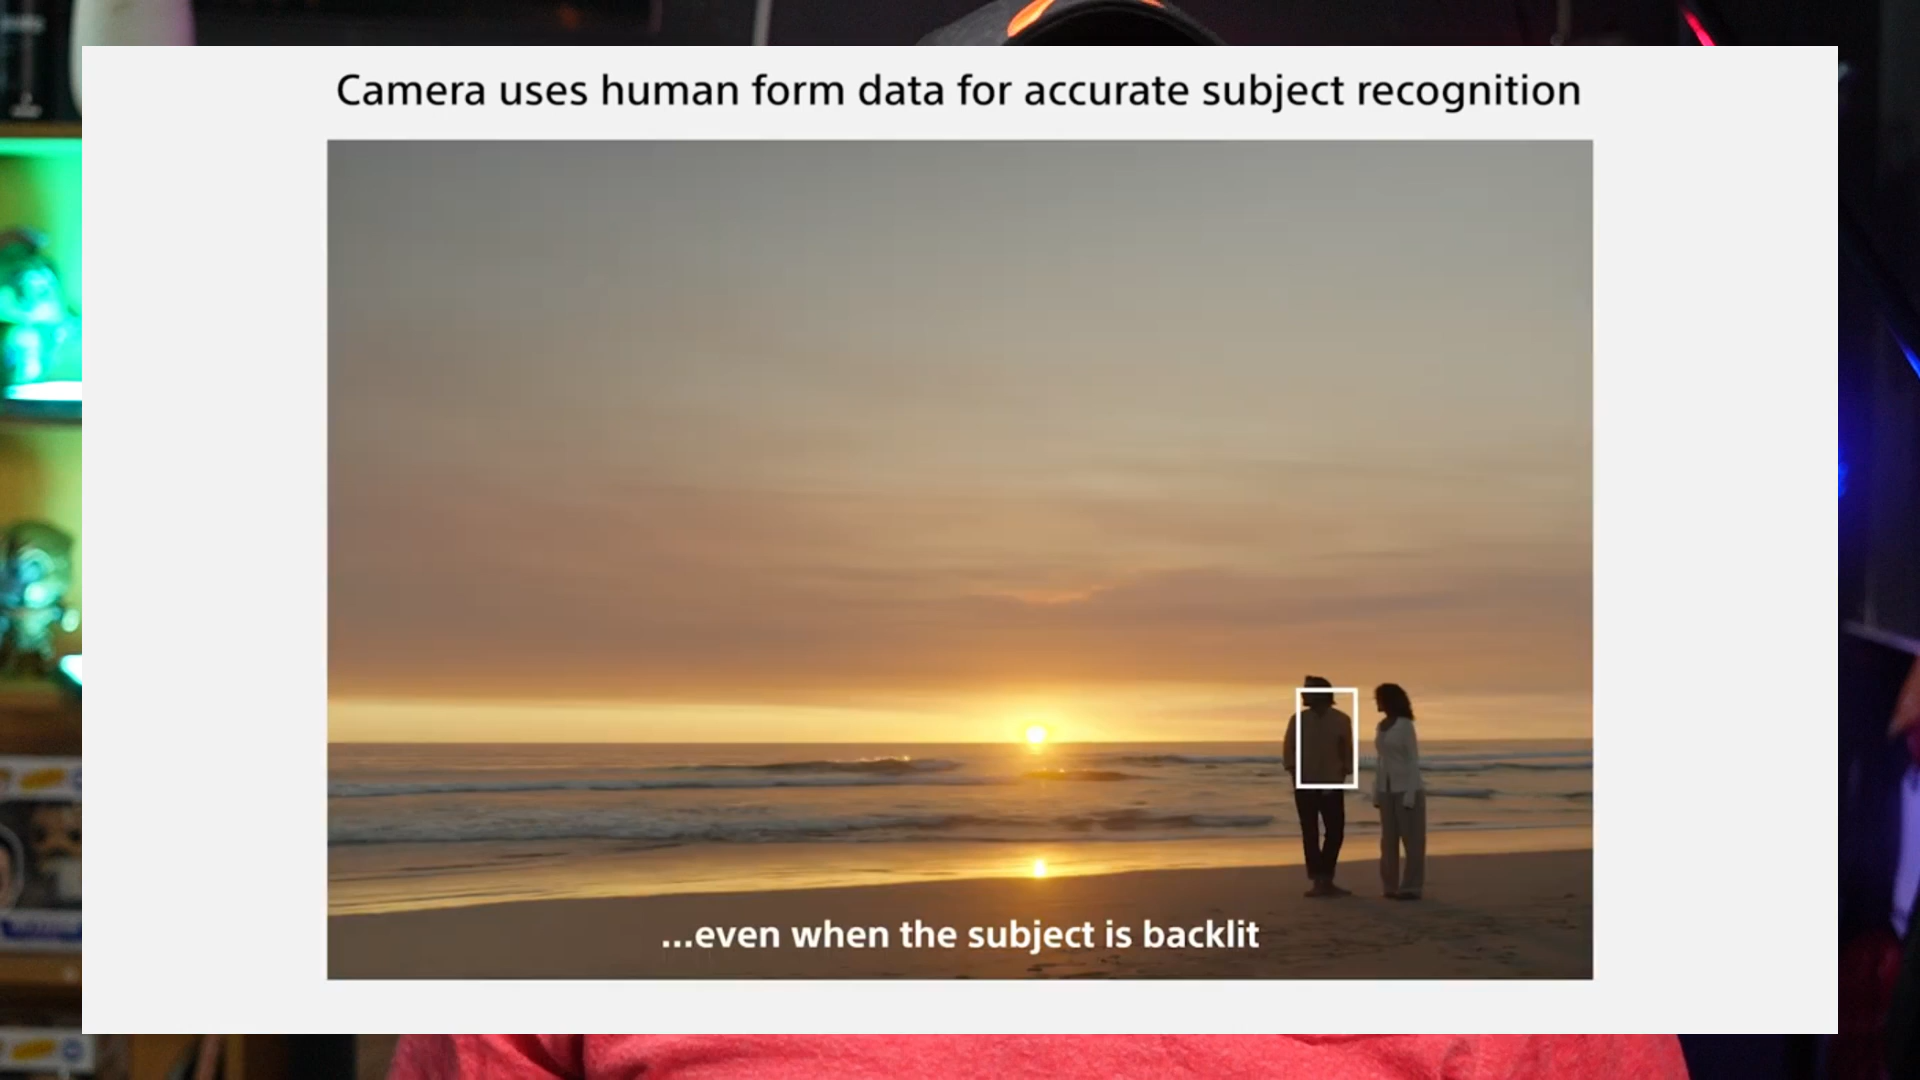 Camera uses human form data for accurate subject recognition
...even when the subject is backlit